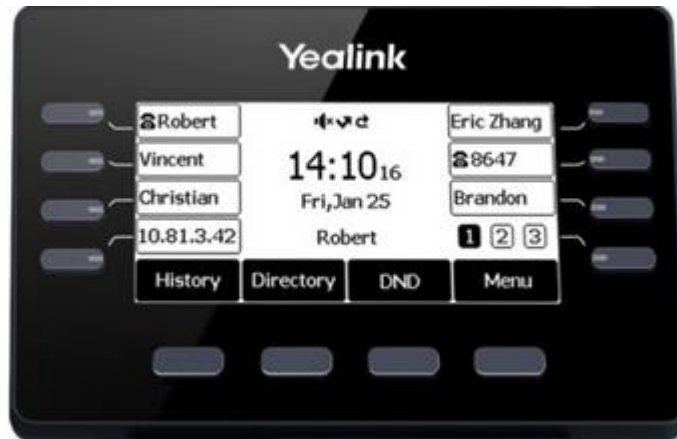 Yealink
Robert
Eric Zhang
Vincent
14:10 16
8647
Christian
Fri,Jan 25
Brandon
10.81.3.42
Robert
1 2 3
History Directory DND Menu